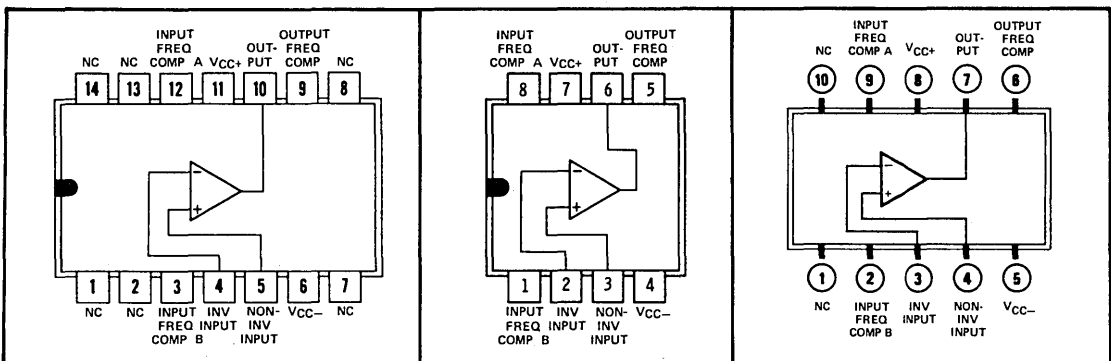 INPUT OUTPUT
FREQ OUT- FREQ
NC NC COMP A VCC+ PUT COMP NC
14 13 12 11 10 9 8
−
+
1 2 3 4 5 6 7
NC NC INPUT INV NON- VCC− NC
FREQ INPUT INV
COMP B INPUT
INPUT
FREQ OUT- OUTPUT
COMP A VCC+ PUT FREQ
COMP
8 7 6 5
−
+
1 2 3 4
INPUT INV NON- VCC−
FREQ INPUT INV
COMP B INPUT
INPUT OUTPUT
FREQ OUT- FREQ
NC COMP A VCC+ PUT COMP
10 9 8 7 6
−
+
1 2 3 4 5
NC INPUT INV NON- VCC−
FREQ INPUT INV
COMP B INPUT